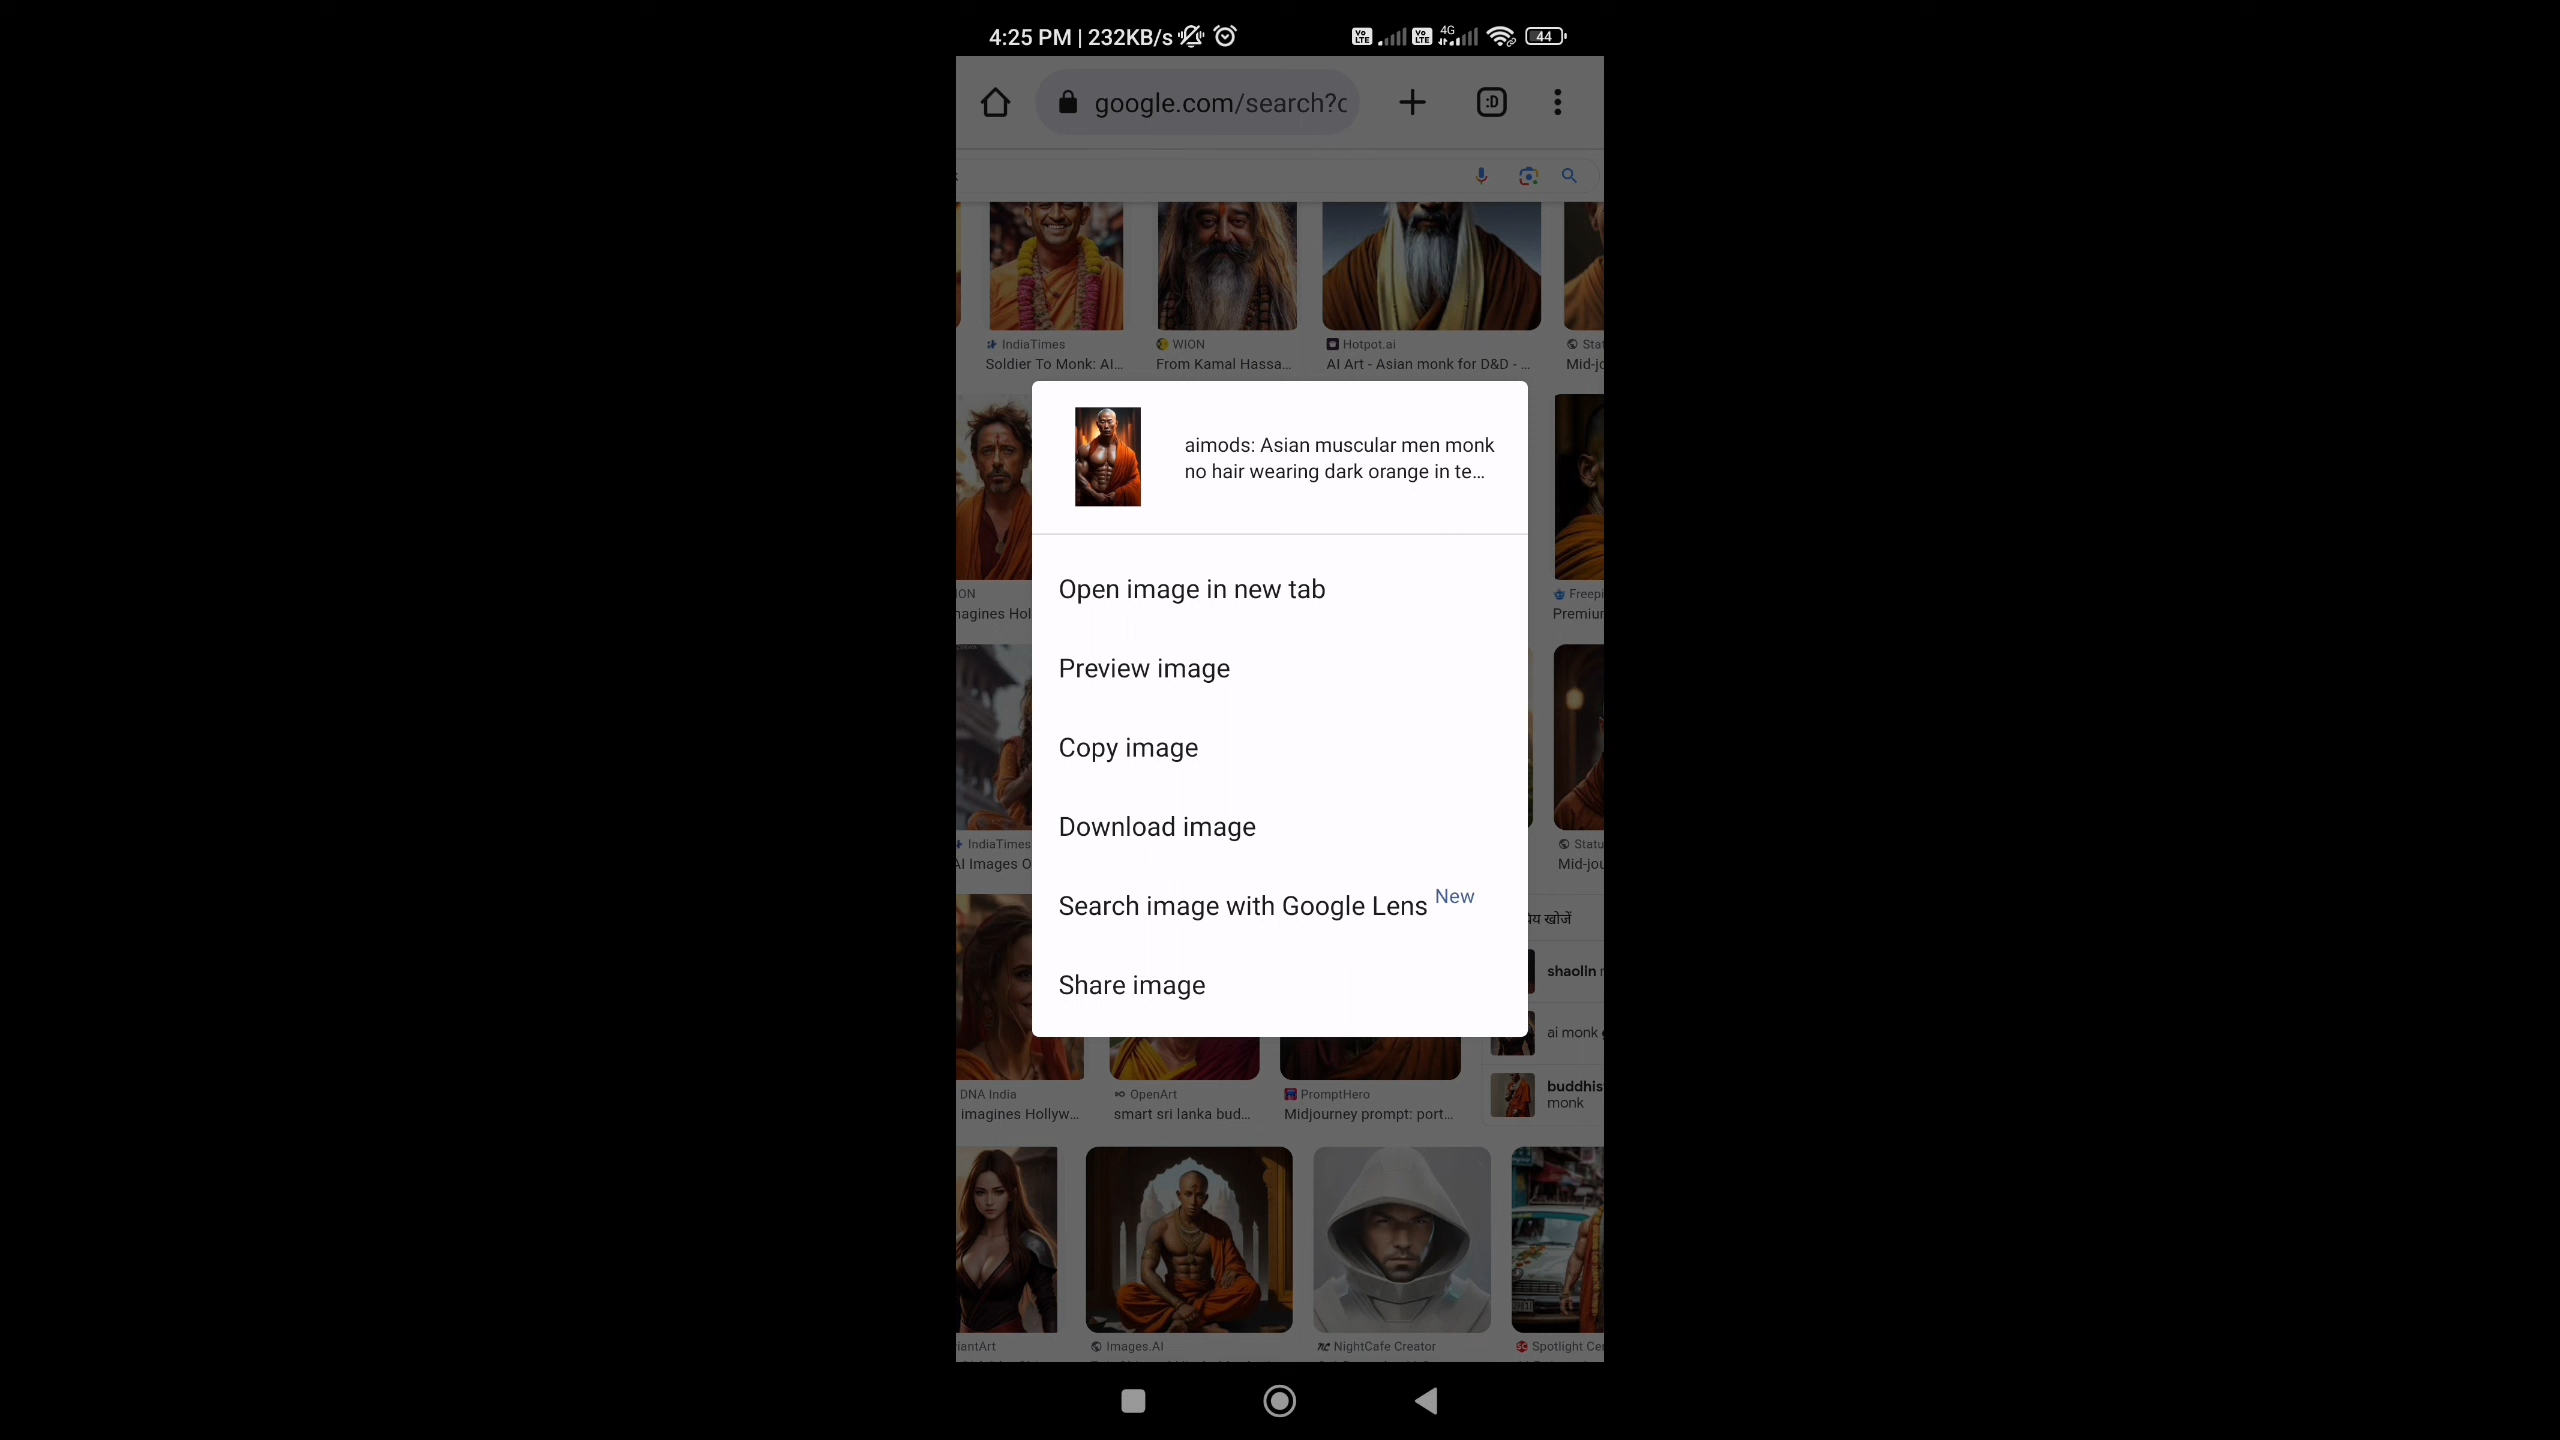 4:25 PM | 232KB/s
4G
44
google.com/search?
:D
IndiaTimes
WION
Hotpot.ai
Soldier To Monk: AI...
From Kamal Hassa...
AI Art - Asian monk for D&D - ...
aimods: Asian muscular men monk
no hair wearing dark orange in te...
Open image in new tab
Preview image
Copy image
Download image
Search image with Google Lens New
Share image
IndiaTimes
AI Images
खोजें
shaolin
ai monk
buddhis
monk
DNA India
OpenArt
PromptHero
imagines Hollyw...
smart sri lanka bud...
Midjourney prompt: port...
Images.AI
NightCafe Creator
Spotlight